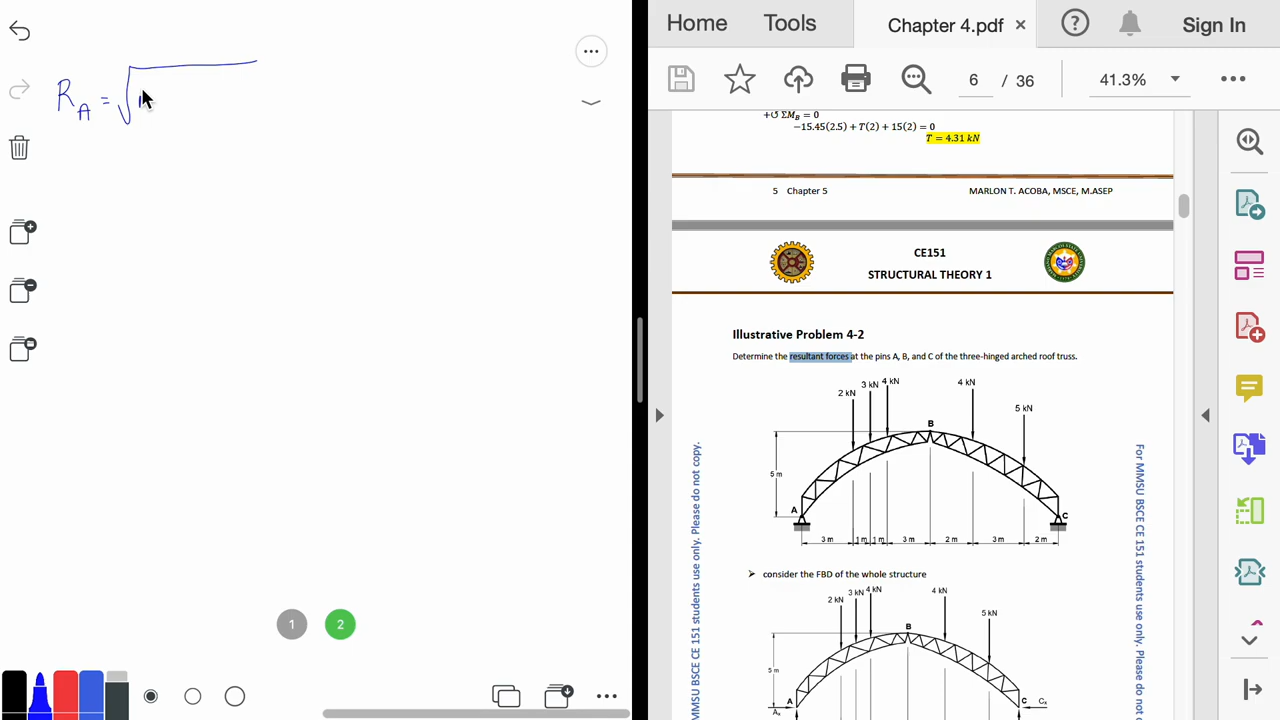 R_A = √
1
2
Home
Tools
Chapter 4.pdf ×
Sign In
6 / 36
41.3%
+↺ ΣM_B = 0
−15.45(2.5) + T(2) + 15(2) = 0
T = 4.31 kN
5 Chapter 5
MARLON T. ACOBA, MSCE, M.ASEP
CE151
STRUCTURAL THEORY 1
Illustrative Problem 4-2
Determine the resultant forces at the pins A, B, and C of the three-hinged arched roof truss.
2 kN
3 kN
4 kN
4 kN
5 kN
B
5 m
A
C
3 m
1 m
1 m
3 m
2 m
3 m
2 m
➢ consider the FBD of the whole structure
2 kN
3 kN
4 kN
4 kN
5 kN
B
5 m
A
C
Aₓ
Cₓ
MMSU BSCE CE 151 students use only. Please do not copy.
For MMSU BSCE CE 151 students use only. Please do not c